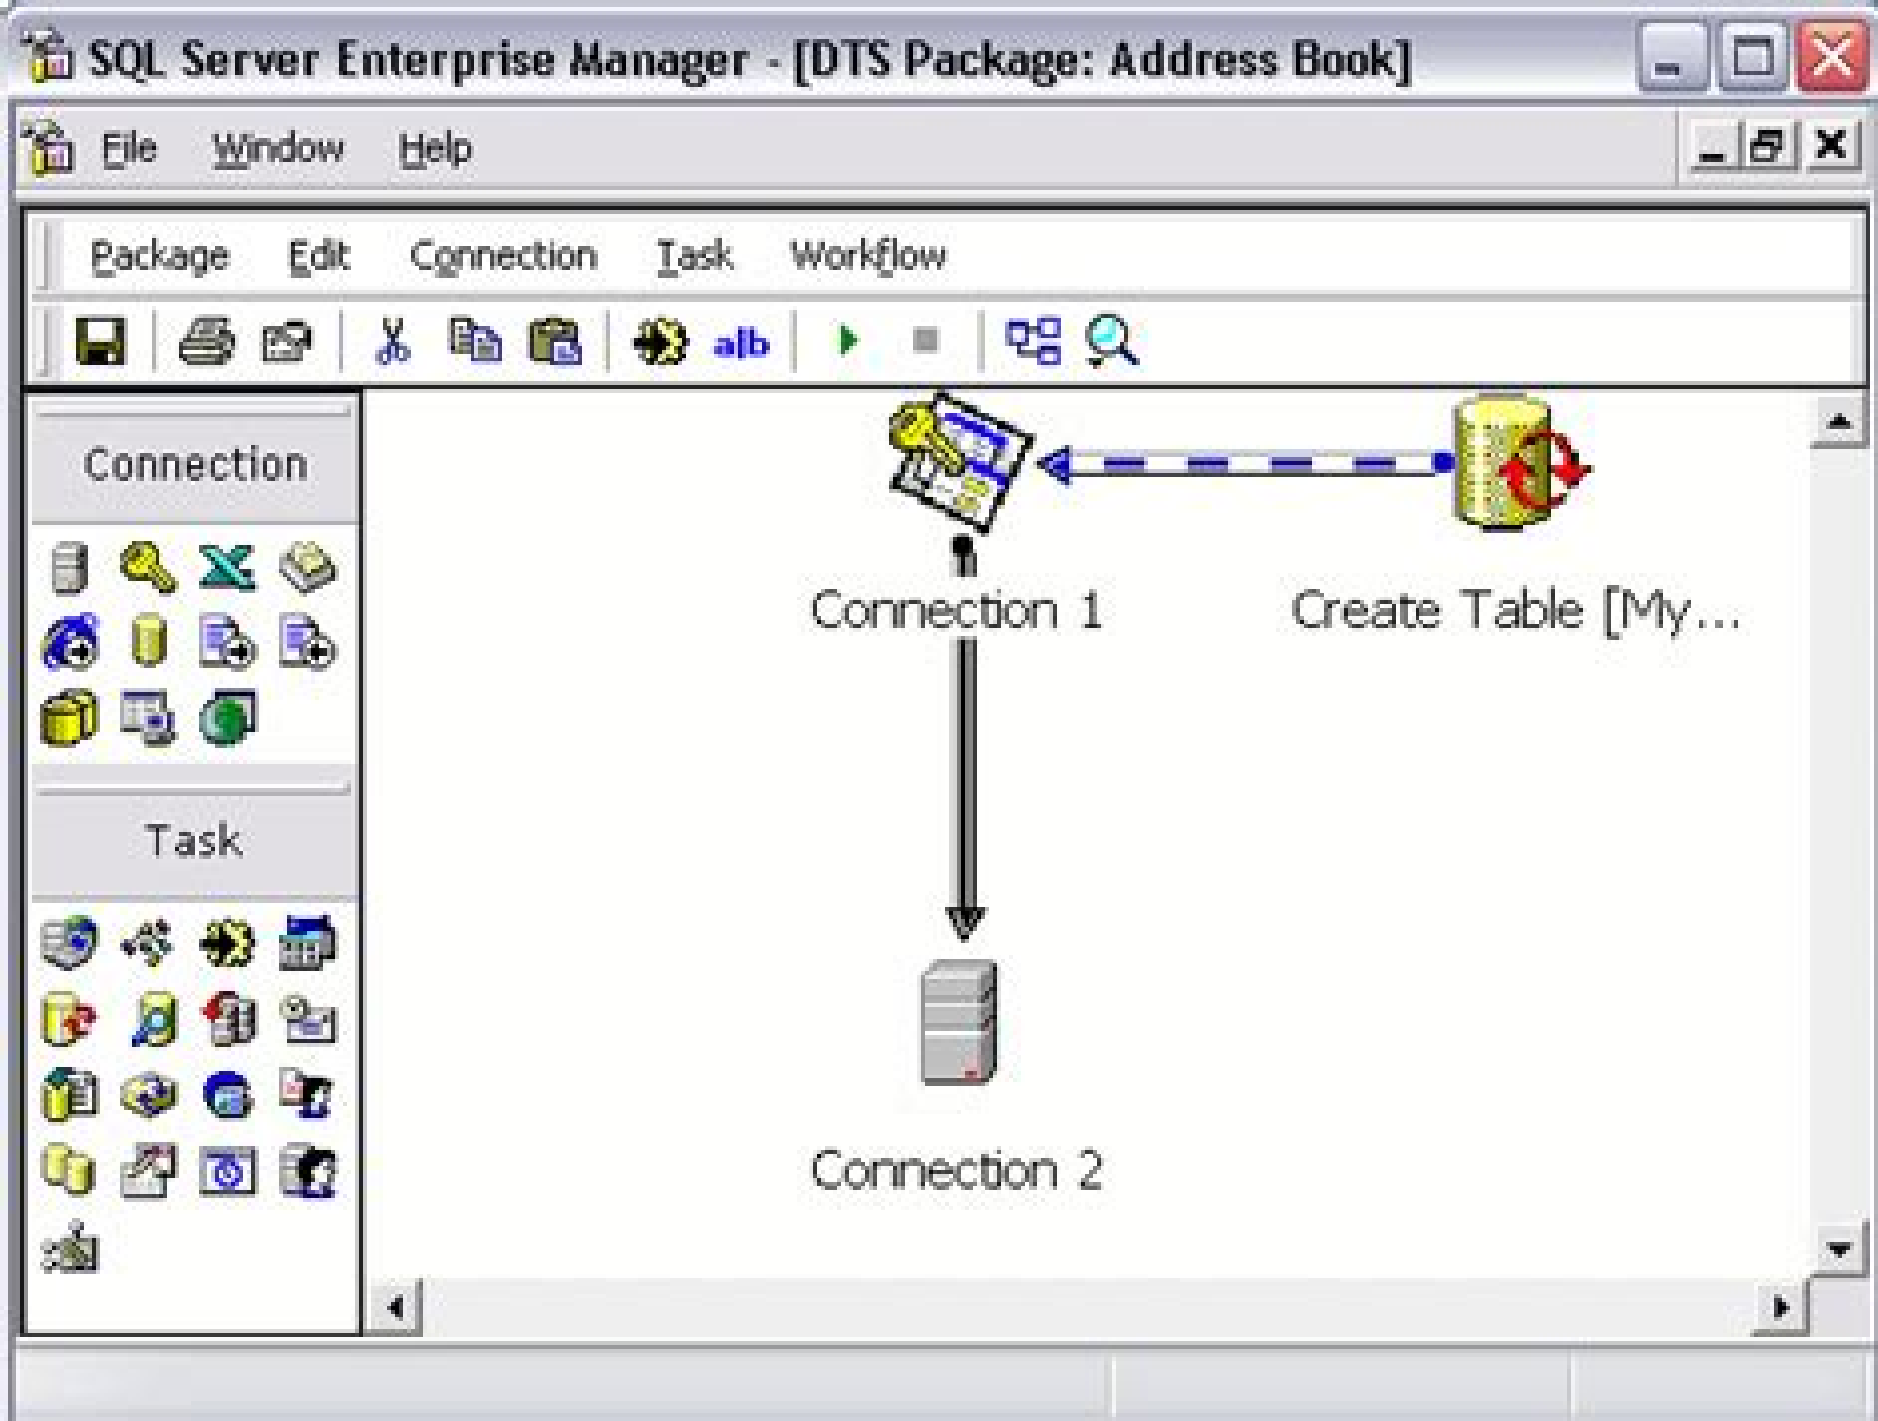 SQL Server Enterprise Manager - [DTS Package: Address Book]
File Window Help
Package Edit Connection Task Workflow
a|b
Connection
Task
Connection 1
Create Table [My...
Connection 2